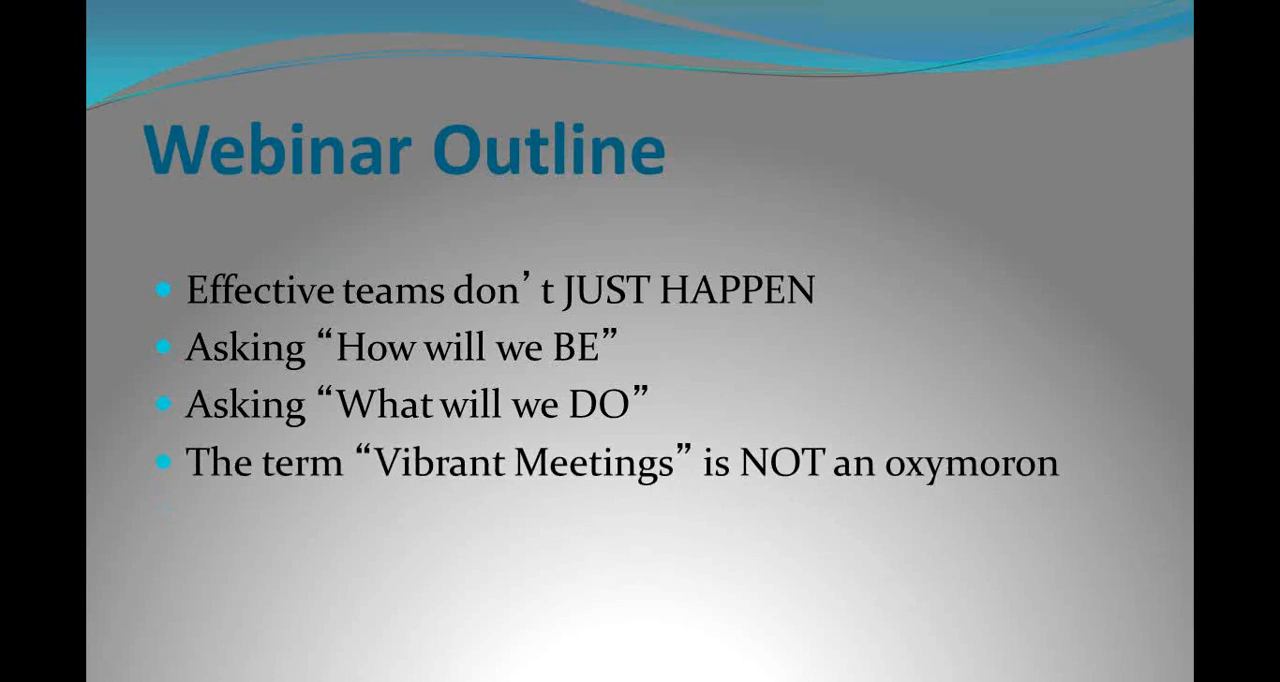 Webinar Outline
Effective teams don’t JUST HAPPEN
Asking “How will we BE”
Asking “What will we DO”
The term “Vibrant Meetings” is NOT an oxymoron